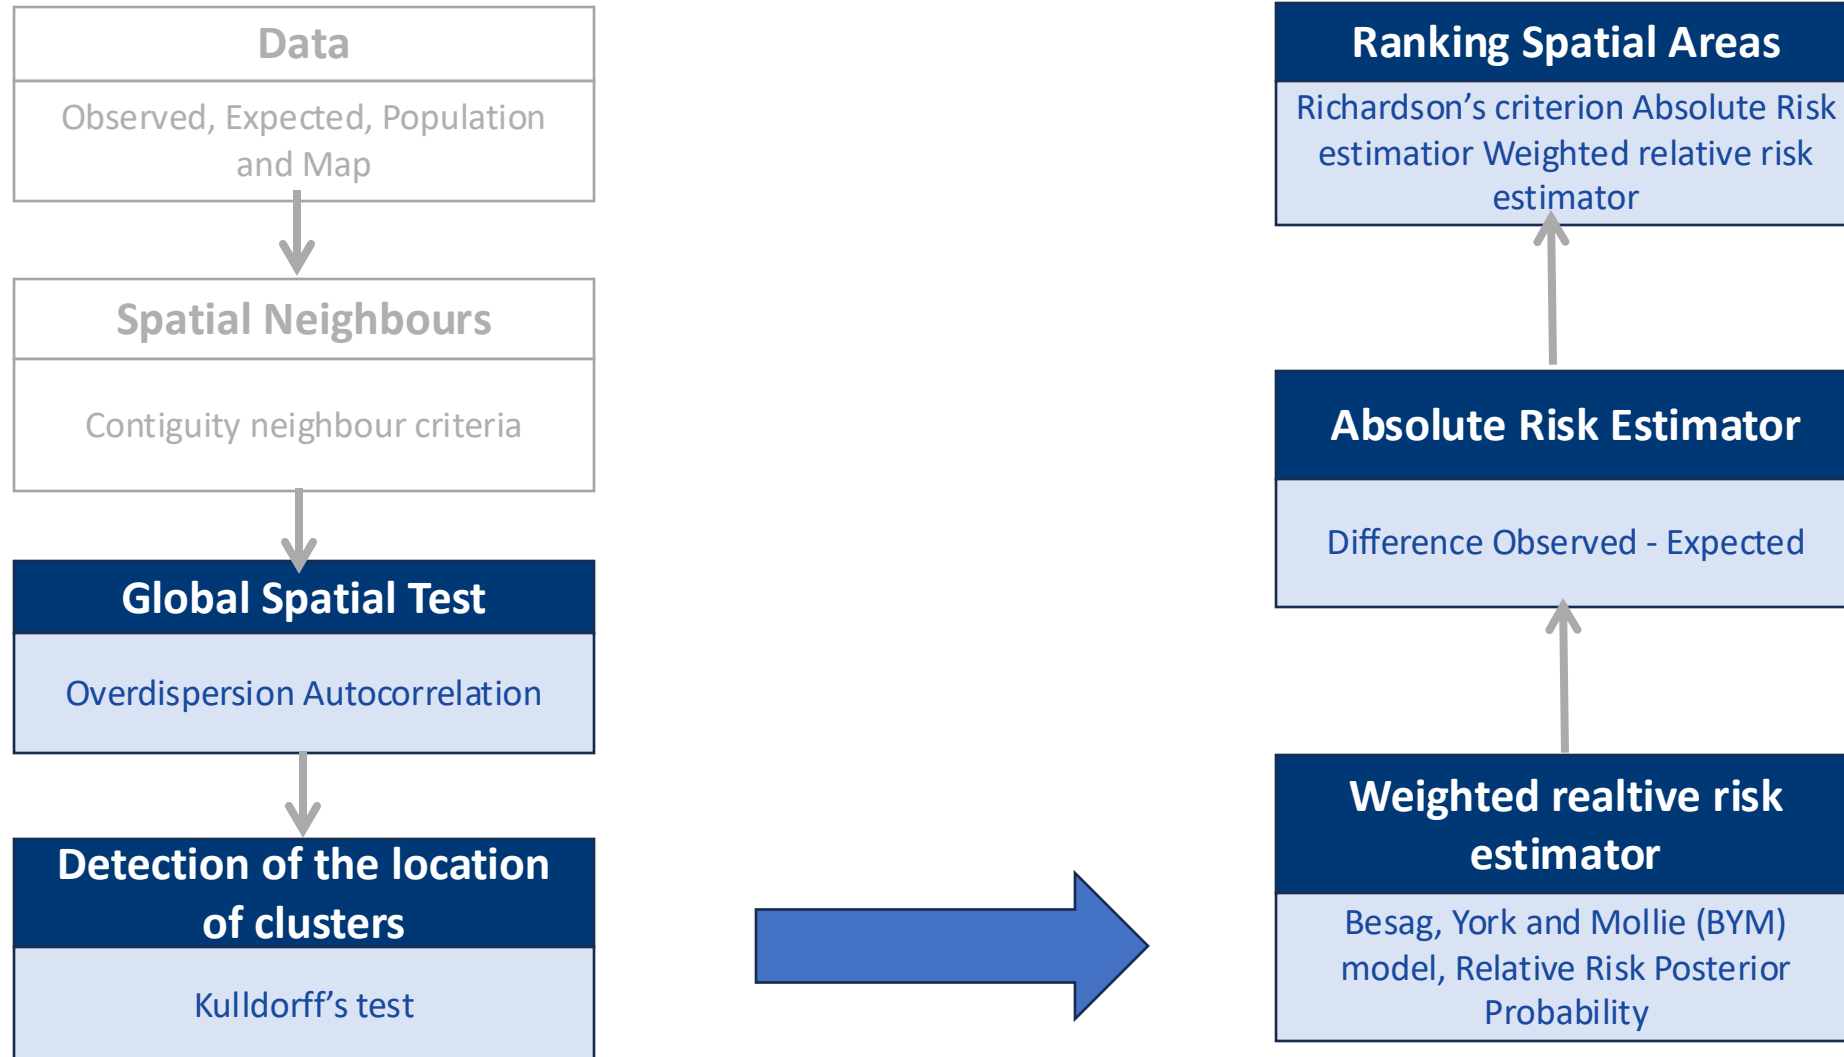 Data
Observed, Expected, Population
and Map
Spatial Neighbours
Contiguity neighbour criteria
Global Spatial Test
Overdispersion Autocorrelation
Detection of the location
of clusters
Kulldorff’s test
Ranking Spatial Areas
Richardson’s criterion Absolute Risk
estimatior Weighted relative risk
estimator
Absolute Risk Estimator
Difference Observed - Expected
Weighted realtive risk
estimator
Besag, York and Mollie (BYM)
model, Relative Risk Posterior
Probability